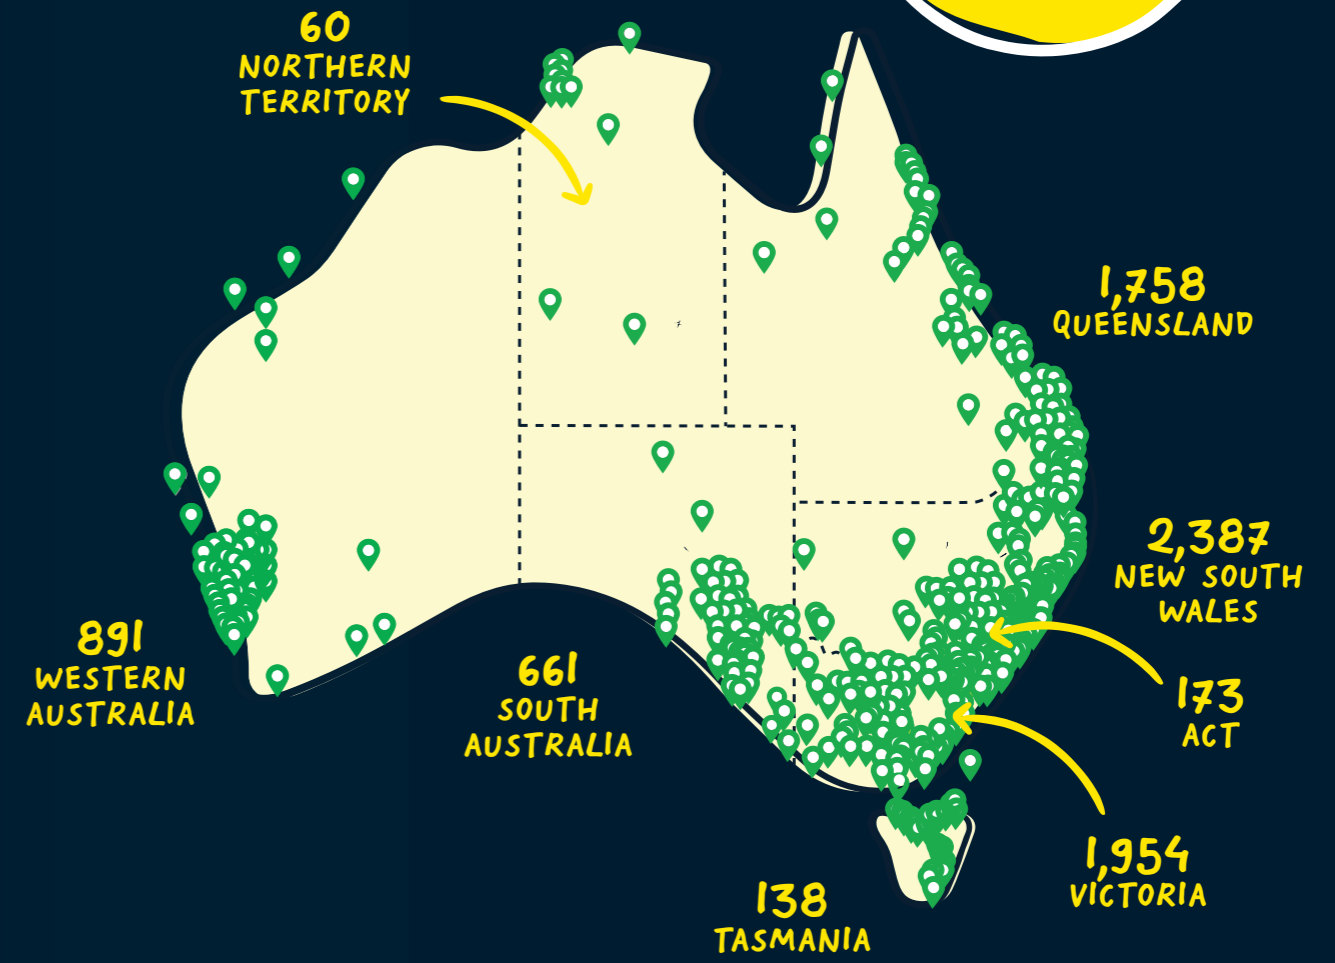 60
NORTHERN
TERRITORY
1,758
QUEENSLAND
2,387
NEW SOUTH
WALES
891
WESTERN
AUSTRALIA
661
SOUTH
AUSTRALIA
173
ACT
1,954
VICTORIA
138
TASMANIA